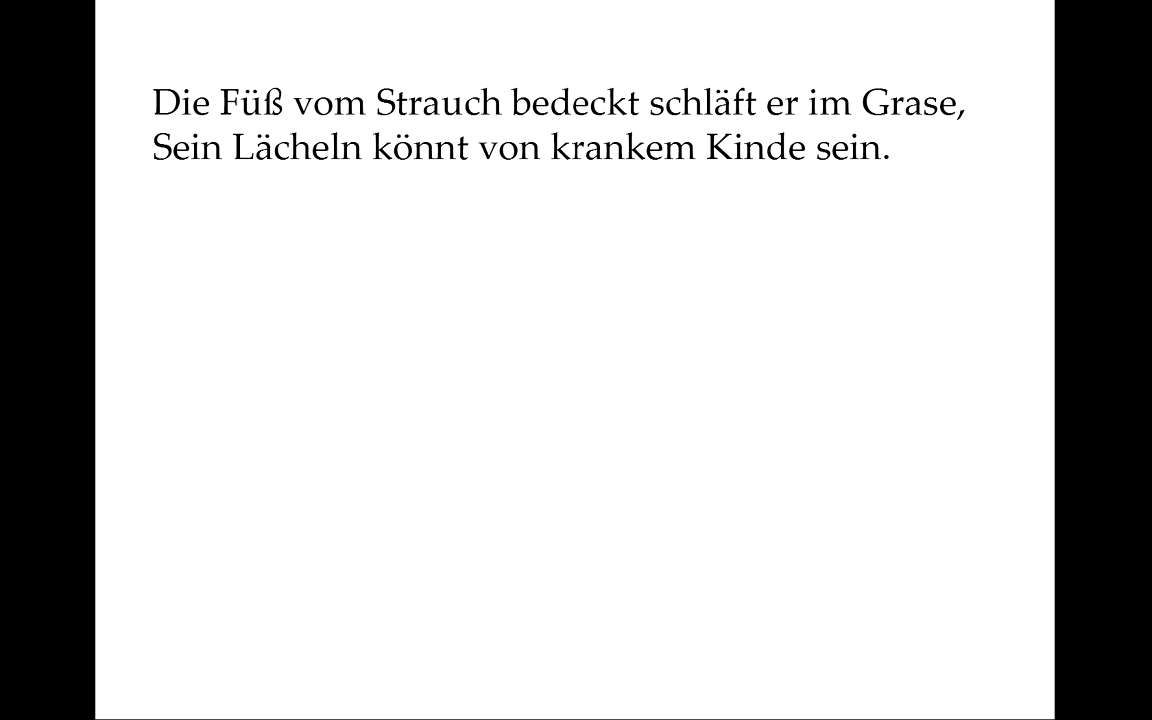 Die Füß vom Strauch bedeckt schläft er im Grase,
Sein Lächeln könnt von krankem Kinde sein.